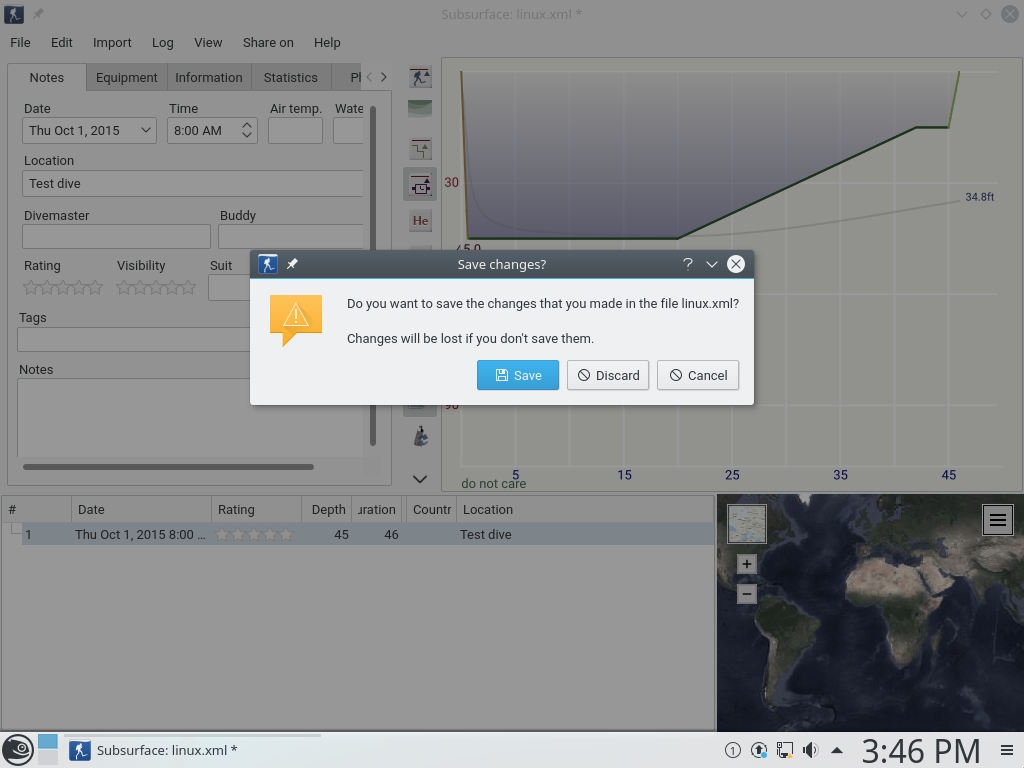 Subsurface: linux.xml *
File Edit Import Log View Share on Help
Notes Equipment Information Statistics
Date Time Air temp. Wate
Thu Oct 1, 2015 8:00 AM
Location
Test dive
Divemaster Buddy
Rating Visibility Suit
Tags
Notes
He
30
34.8ft
Save changes?
Do you want to save the changes that you made in the file linux.xml?
Changes will be lost if you don't save them.
Save Discard Cancel
90
5 15 25 35 45
do not care
# Date Rating Depth uration Countr Location
1 Thu Oct 1, 2015 8:00 ... 45 46 Test dive
+
−
Subsurface: linux.xml *
1
3:46 PM